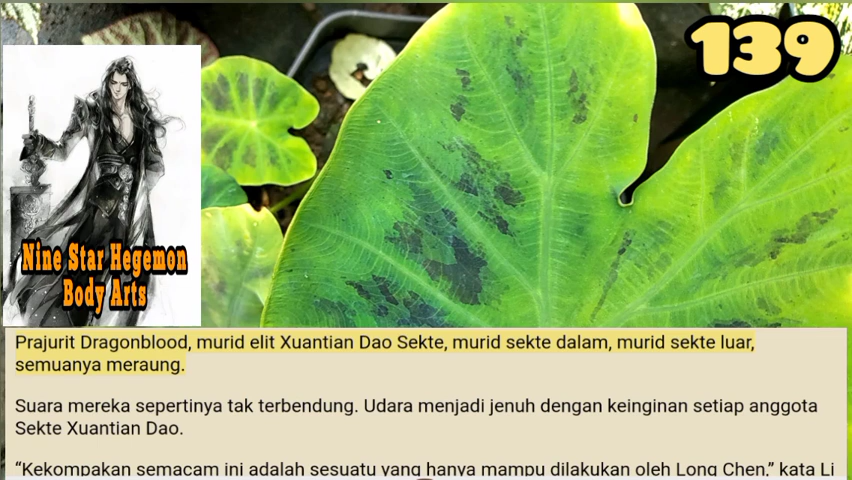 139
Nine Star Hegemon
Body Arts
Prajurit Dragonblood, murid elit Xuantian Dao Sekte, murid sekte dalam, murid sekte luar,
semuanya meraung.
Suara mereka sepertinya tak terbendung. Udara menjadi jenuh dengan keinginan setiap anggota
Sekte Xuantian Dao.
“Kekompakan semacam ini adalah sesuatu yang hanya mampu dilakukan oleh Long Chen,” kata Li